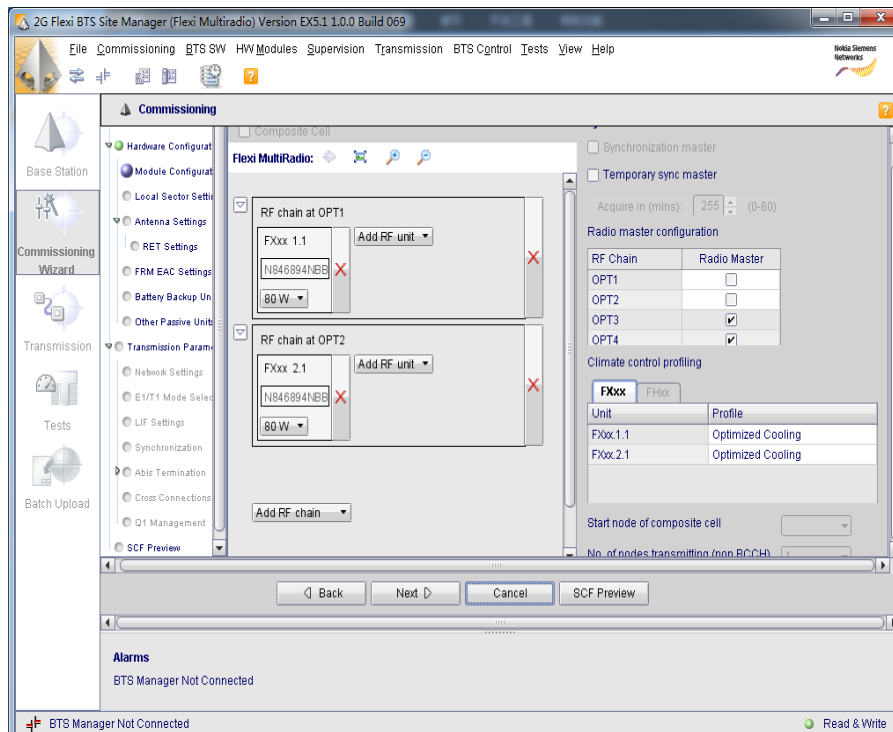 2G Flexi BTS Site Manager (Flexi Multiradio) Version EX5.1 1.0.0 Build 069
File Commissioning BTS SW HW Modules Supervision Transmission BTS Control Tests View Help
Nokia Siemens
Networks
Commissioning
Base Station
Commissioning
Wizard
Transmission
Tests
Batch Upload
Hardware Configurat
Module Configurat
Local Sector Setti
Antenna Settings
RET Settings
FRM EAC Settings
Battery Backup Un
Other Passive Units
Transmission Param
Network Settings
E1/T1 Mode Selec
LIF Settings
Synchronization
Abis Termination
Cross Connections
Q1 Management
SCF Preview
Composite Cell
Flexi MultiRadio:
RF chain at OPT1
FXxx 1.1
Add RF unit
N846894NBB
80 W
RF chain at OPT2
FXxx 2.1
Add RF unit
N846894NBB
80 W
Add RF chain
Synchronization master
Temporary sync master
Acquire in (mins): 255 (0-60)
Radio master configuration
RF Chain Radio Master
OPT1
OPT2
OPT3
OPT4
Climate control profiling
FXxx FHxx
Unit Profile
FXxx.1.1 Optimized Cooling
FXxx.2.1 Optimized Cooling
Start node of composite cell
No. of nodes transmitting (non BCCH) 1
Back Next Cancel SCF Preview
Alarms
BTS Manager Not Connected
BTS Manager Not Connected
Read & Write